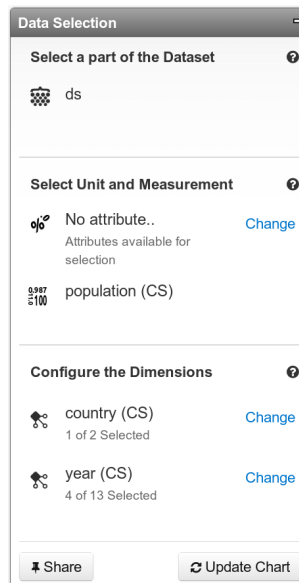 Data Selection
Select a part of the Dataset
ds
Select Unit and Measurement
No attribute..
Change
Attributes available for
selection
population (CS)
Configure the Dimensions
country (CS)
Change
1 of 2 Selected
year (CS)
Change
4 of 13 Selected
Share
Update Chart